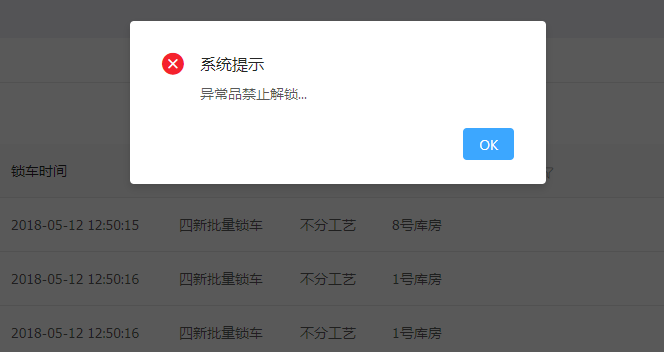 系统提示
异常品禁止解锁...
OK
锁车时间
2018-05-12 12:50:15 四新批量锁车 不分工艺 8号库房
2018-05-12 12:50:16 四新批量锁车 不分工艺 1号库房
2018-05-12 12:50:16 四新批量锁车 不分工艺 1号库房